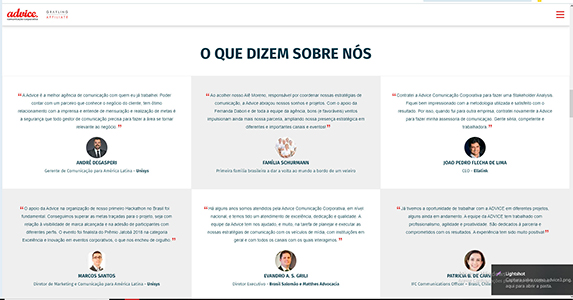 advice
comunicação corporativa
GRAYLING
AFFILIATE
O QUE DIZEM SOBRE NÓS
A Advice é a melhor agência de comunicação com quem eu já trabalhei. Poder
contar com um parceiro que conhece o negócio do cliente, tem ótimo
relacionamento com a imprensa e entende de mensuração e realização de metas é
a segurança que todo gestor de comunicação precisa para fazer a área se tornar
relevante ao negócio.
ANDRÉ DEGASPERI
Gerente de Comunicação para América Latina - Unisys
Ao acolher nosso Alê Moreno, responsável por coordenar nossas estratégias de
comunicação, a Advice abraçou nossos sonhos e projetos. Com o apoio da
Fernanda Dabori e de toda a equipe da agência, bons (e favoráveis) ventos
impulsionam ainda mais nossa parceria, ampliando nossa presença estratégica em
diferentes e importantes canais e eventos!
FAMÍLIA SCHURMANN
Primeira família brasileira a dar a volta ao mundo a bordo de um veleiro
Contratei a Advice Comunicação Corporativa para fazer uma Stakeholder Analysis.
Fiquei bem impressionado com a metodologia utilizada e satisfeito com o
resultado. Por isso, quando fui para outra empresa, contratei novamente a Advice
para fazer minha assessoria de comunicação. Gente séria, competente e
trabalhadora.
JOAO PEDRO FLECHA DE LIMA
CEO - Ellalink
O apoio da Advice na organização de nosso primeiro Hackathon no Brasil foi
fundamental. Conseguimos superar as metas traçadas para o projeto, seja com
relação à visibilidade de marca alcançada e na adesão de participantes com
diferentes perfis. O evento foi finalista do Prêmio Jatobá 2018 na categoria
Excelência e Inovação em eventos corporativos, o que nos encheu de orgulho.
MARCOS SANTOS
Diretor de Marketing e Comunicação para América Latina - Unisys
Há alguns anos somos atendidos pela Advice Comunicação Corporativa, em nível
nacional, e temos tido um atendimento de excelência, dedicação e qualidade. A
equipe da Advice tem nos ajudado, e muito, na tarefa de planejar e executar as
nossas estratégias de comunicação com os veículos de mídia, com instituições em
geral e com todos os canais com os quais interagimos.
EVANDRO A. S. GRILI
Diretor Executivo - Brasil Salomão e Matthes Advocacia
Já tivemos a oportunidade de trabalhar com a ADVICE em diferentes projetos,
alguns ainda em andamento. A equipe da ADVICE tem trabalhado com
profissionalismo, agilidade e proatividade. São dedicados à parceria e
comprometidos com os resultados. A experiência tem sido muito positiva!
PATRICIA G. DE CARV
PC Communications Officer - Brasil, Chile
Lightshot
aqui para abrir a pasta.